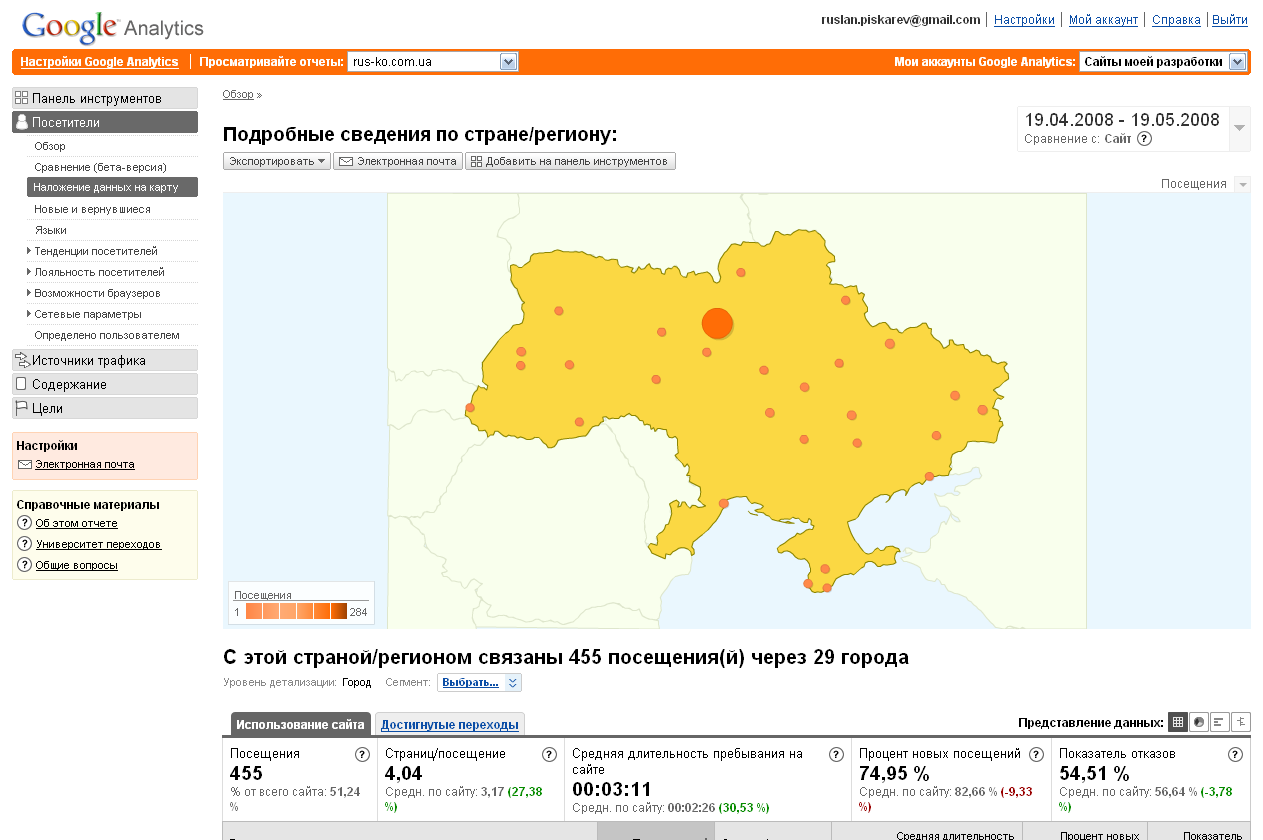 Google Analytics
ruslan.piskarev@gmail.com | Настройки | Мой аккаунт | Справка | Выйти
Настройки Google Analytics | Просматривайте отчеты: rus-ko.com.ua
Мои аккаунты Google Analytics: Сайты моей разработки
Панель инструментов
Посетители
Обзор
Сравнение (бета-версия)
Наложение данных на карту
Новые и вернувшиеся
Языки
Тенденции посетителей
Лояльность посетителей
Возможности браузеров
Сетевые параметры
Определено пользователем
Источники трафика
Содержание
Цели
Настройки
Электронная почта
Справочные материалы
Об этом отчете
Университет переходов
Общие вопросы
Обзор »
Подробные сведения по стране/региону:
19.04.2008 - 19.05.2008
Сравнение с: Сайт ?
Экспортировать
Электронная почта
Добавить на панель инструментов
Посещения
Посещения
1 284
С этой страной/регионом связаны 455 посещения(й) через 29 города
Уровень детализации: Город Сегмент: Выбрать...
Использование сайта
Достигнутые переходы
Представление данных:
Посещения ?
455
% от всего сайта: 51,24
%
Страниц/посещение ?
4,04
Средн. по сайту: 3,17 (27,38
%)
Средняя длительность пребывания на ?
сайте
00:03:11
Средн. по сайту: 00:02:26 (30,53 %)
Процент новых посещений ?
74,95 %
Средн. по сайту: 82,66 % (-9,33
%)
Показатель отказов ?
54,51 %
Средн. по сайту: 56,64 % (-3,78
%)
Средняя длительность
Процент новых
Показатель